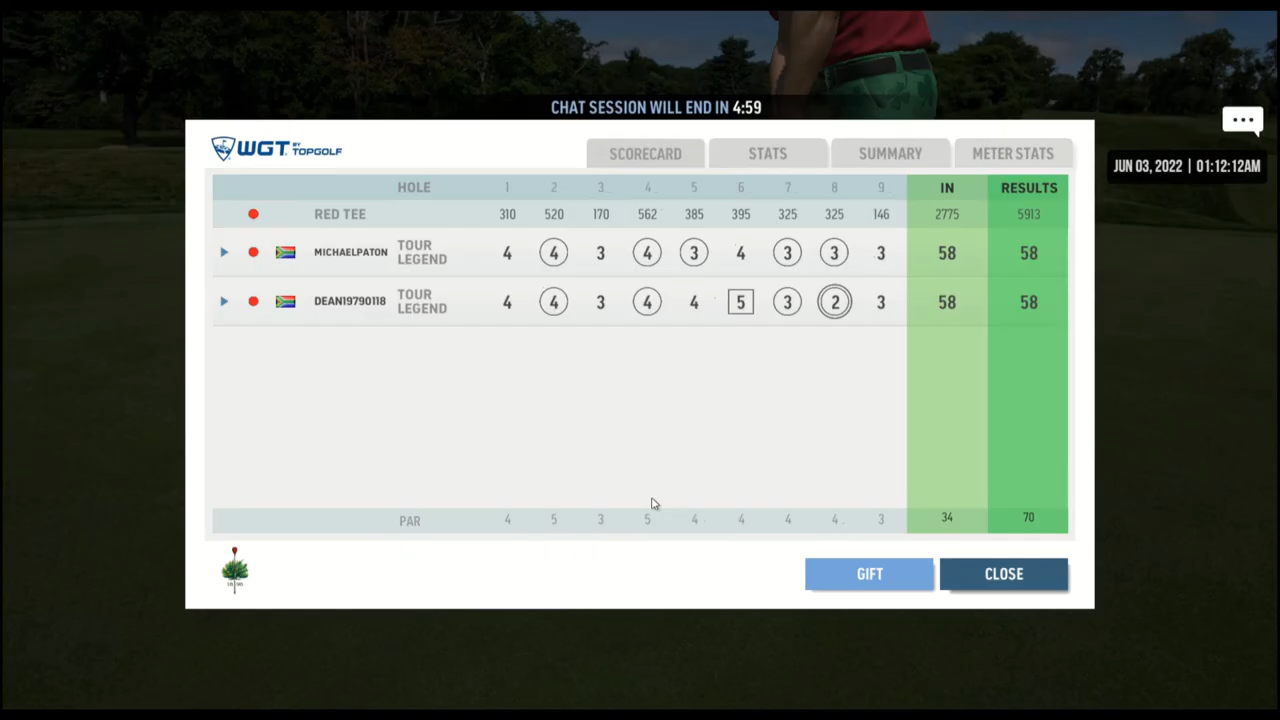 CHAT SESSION WILL END IN 4:59
WGT. BY TOPGOLF
SCORECARD STATS SUMMARY METER STATS
JUN 03, 2022 | 01:12:12AM
HOLE 1 2 3 4 5 6 7 8 9 IN RESULTS
RED TEE 310 520 170 562 385 395 325 325 146 2775 5913
MICHAELPATON TOUR LEGEND 4 4 3 4 3 4 3 3 3 58 58
DEAN19790118 TOUR LEGEND 4 4 3 4 4 5 3 2 3 58 58
PAR 4 5 3 5 4 4 4 4 3 34 70
GIFT CLOSE